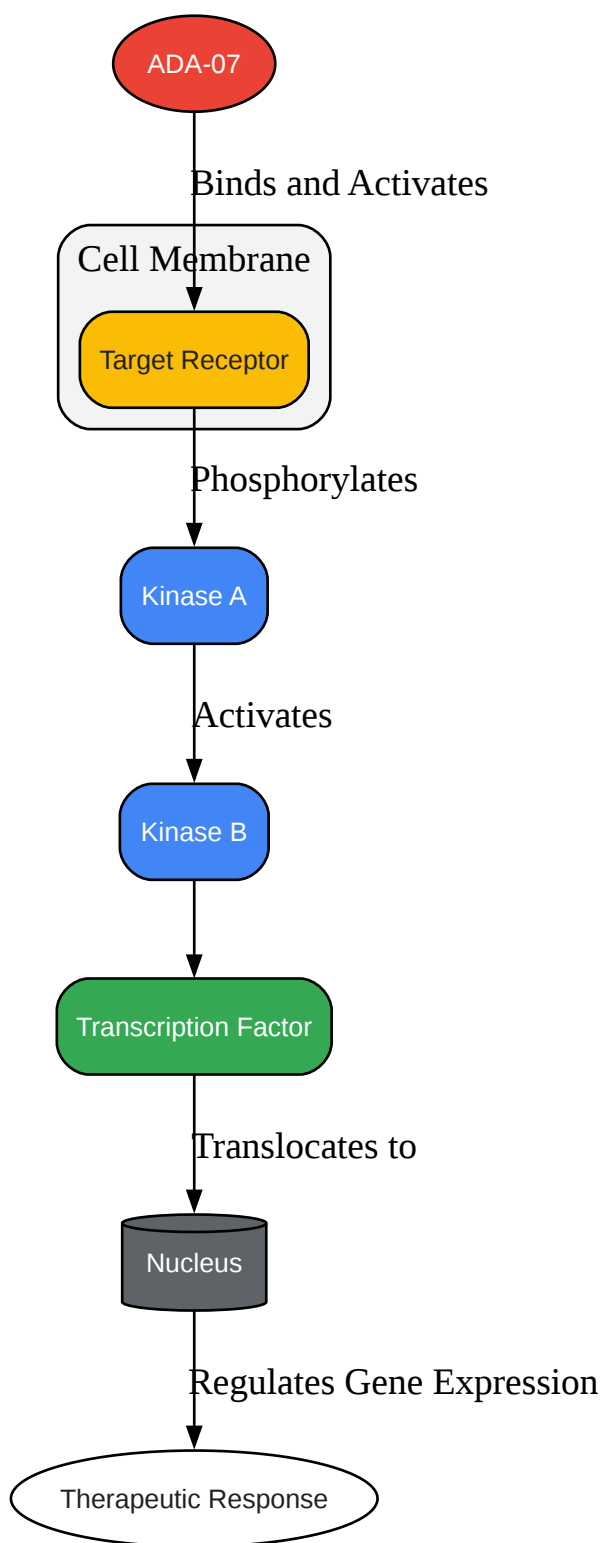 ADA-07
Binds and Activates
Cell Membrane
Target Receptor
Phosphorylates
Kinase A
Activates
Kinase B
Transcription Factor
Translocates to
Nucleus
Regulates Gene Expression
Therapeutic Response